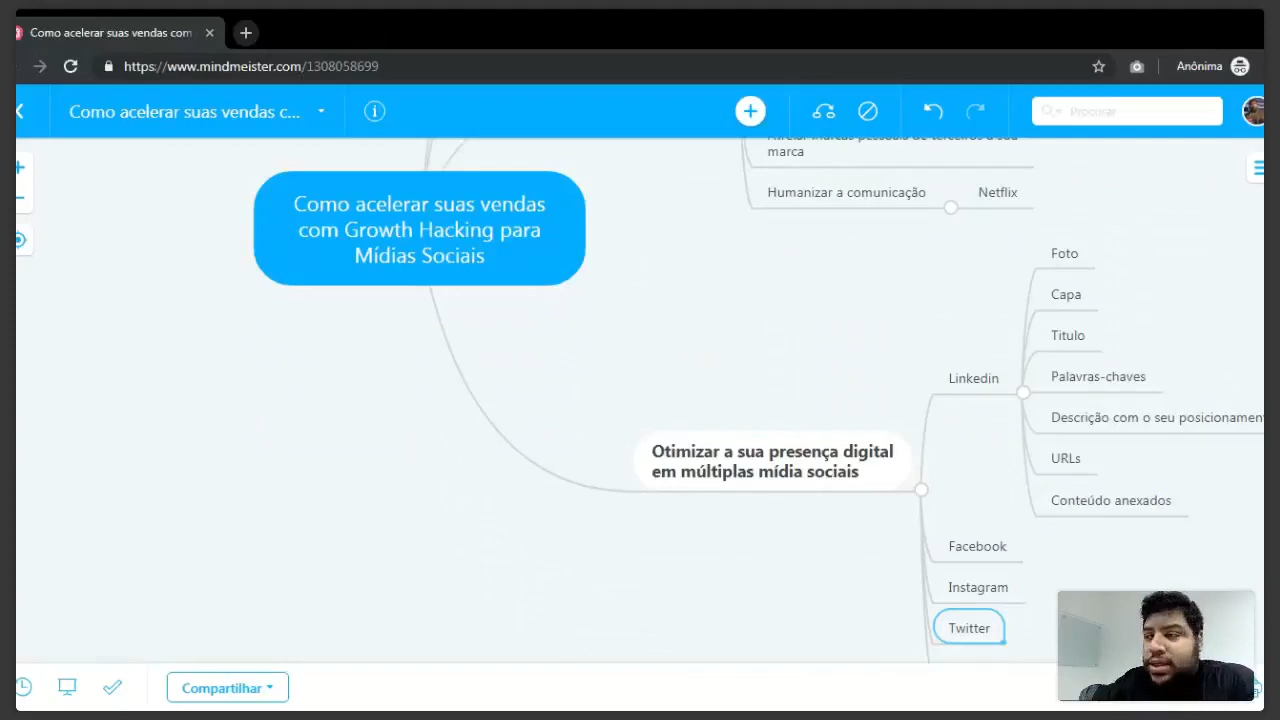 Como acelerar suas vendas com
https://www.mindmeister.com/1308058699
Anônima
Como acelerar suas vendas c...
Procurar
marca
Humanizar a comunicação
Netflix
Como acelerar suas vendas
com Growth Hacking para
Mídias Sociais
Foto
Capa
Titulo
Linkedin
Palavras-chaves
Descrição com o seu posicionamen
Otimizar a sua presença digital
em múltiplas mídia sociais
URLs
Conteúdo anexados
Facebook
Instagram
Twitter
Compartilhar